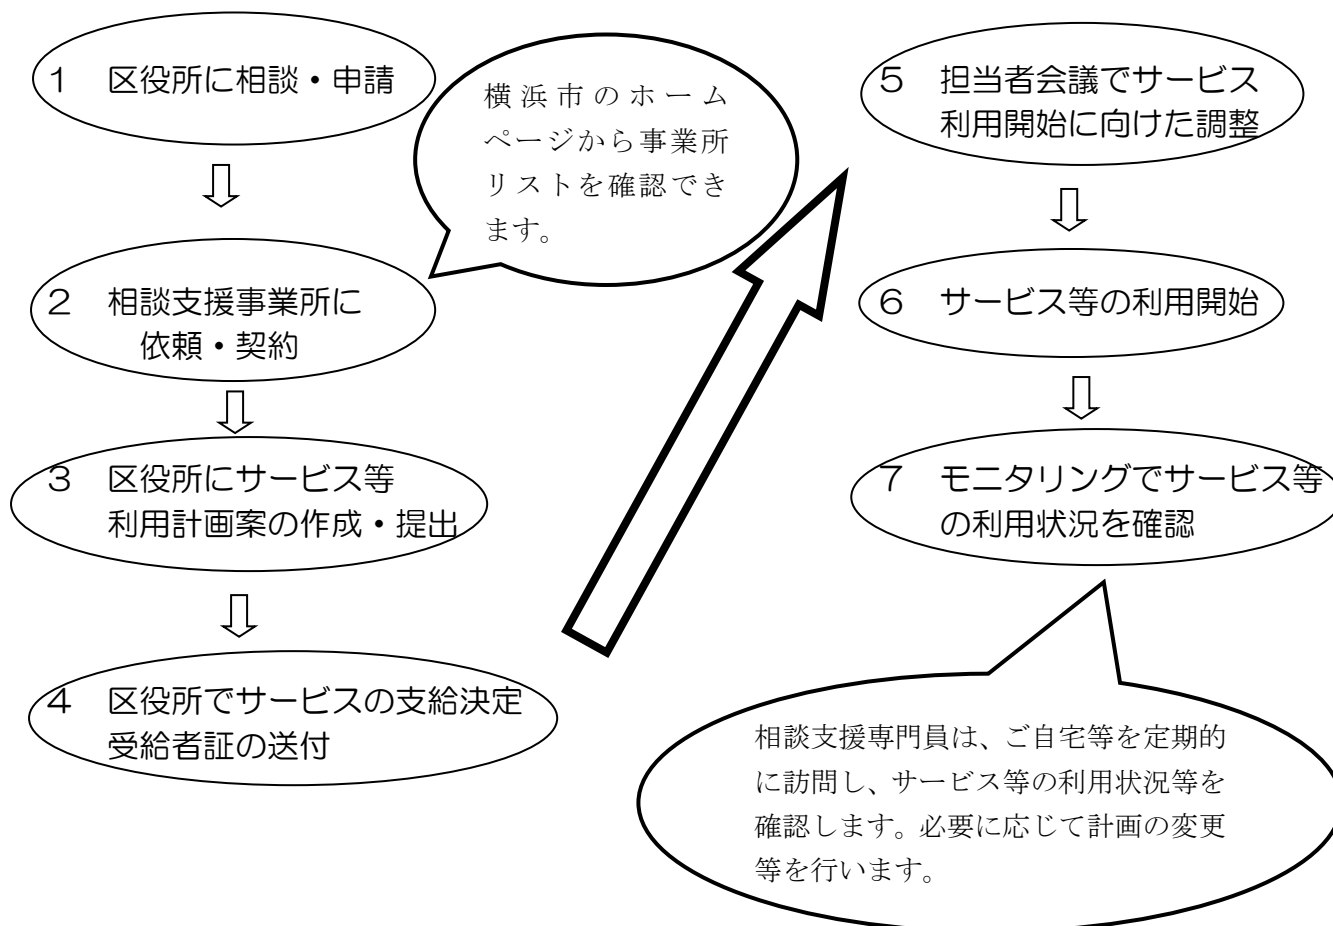 １　区役所に相談・申請
横浜市のホーム
ページから事業所
リストを確認でき
ます。
２　相談支援事業所に
依頼・契約
３　区役所にサービス等
利用計画案の作成・提出
４　区役所でサービスの支給決定
受給者証の送付
５　担当者会議でサービス
利用開始に向けた調整
６　サービス等の利用開始
７　モニタリングでサービス等
の利用状況を確認
相談支援専門員は、ご自宅等を定期的
に訪問し、サービス等の利用状況等を
確認します。必要に応じて計画の変更
等を行います。